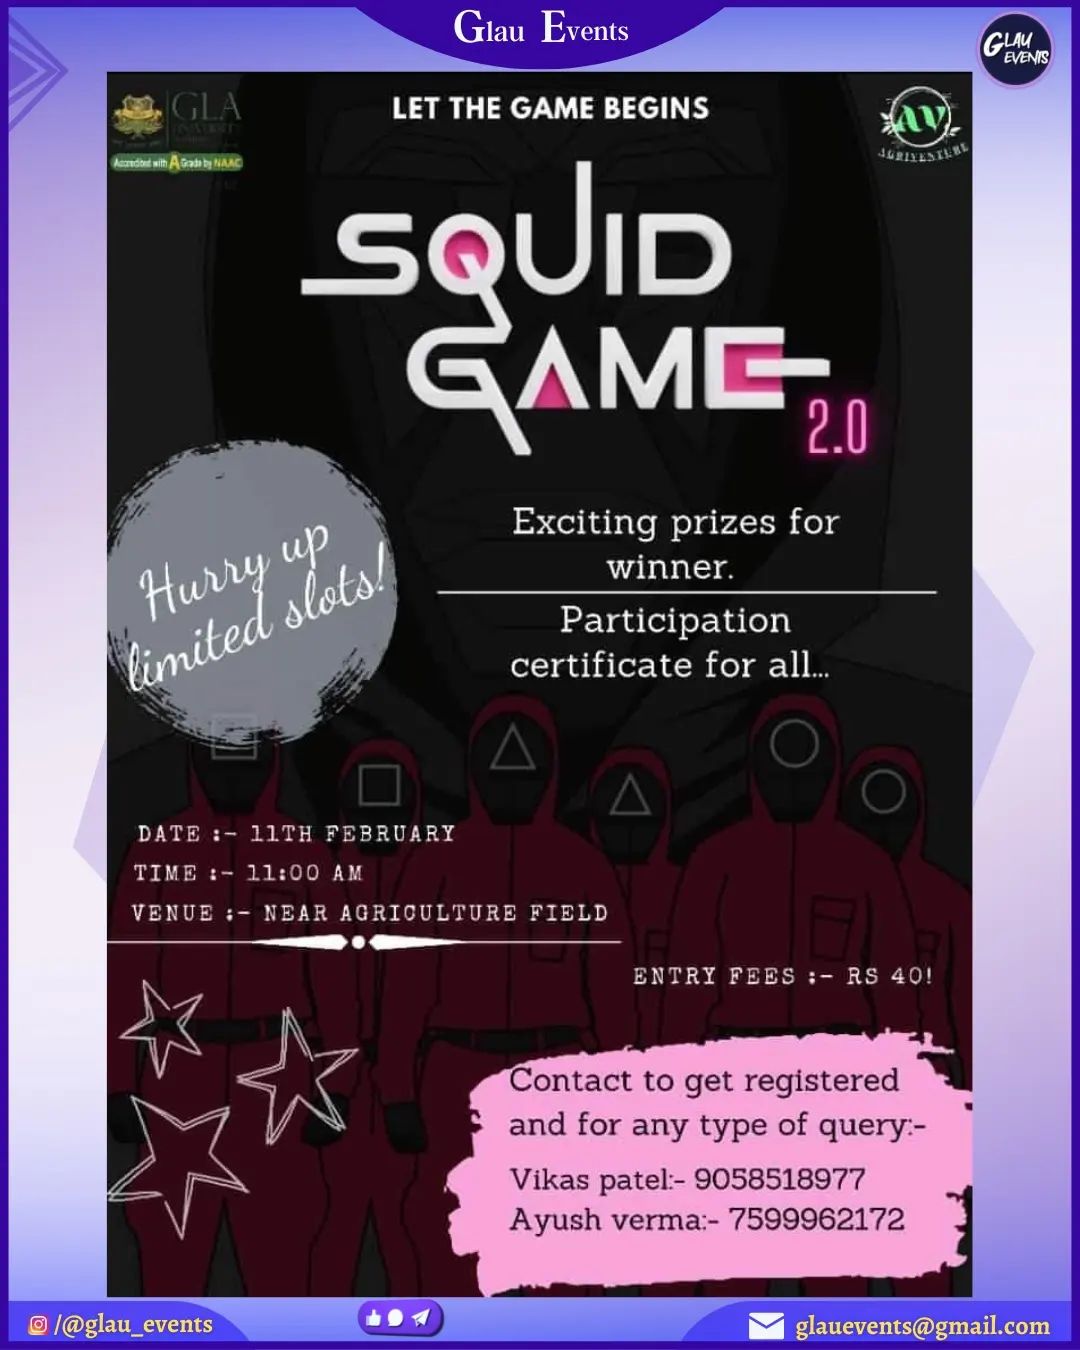 Glau Events
GLAU
EVENTS
GLA
UNIVERSITY
Accredited with A Grade by NAAC
LET THE GAME BEGINS
AV
AGRIVENTURE
SQUID
GAME
2.0
Hurry up
limited slots!
Exciting prizes for
winner.
Participation
certificate for all...
DATE :- 11TH FEBRUARY
TIME :- 11:00 AM
VENUE :- NEAR AGRICULTURE FIELD
ENTRY FEES :- RS 40!
Contact to get registered
and for any type of query:-
Vikas patel:- 9058518977
Ayush verma:- 7599962172
/@glau_events
glauevents@gmail.com